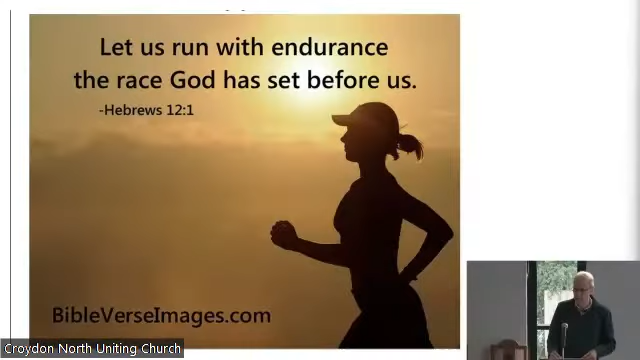 Let us run with endurance
the race God has set before us.
-Hebrews 12:1
BibleVerseImages.com
Croydon North Uniting Church